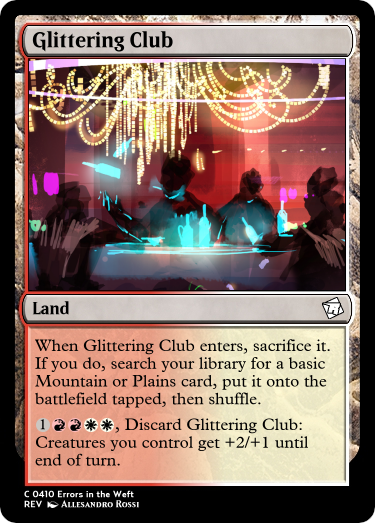 Glittering Club
Land
When Glittering Club enters, sacrifice it.
If you do, search your library for a basic
Mountain or Plains card, put it onto the
battlefield tapped, then shuffle.
1, Discard Glittering Club:
Creatures you control get +2/+1 until
end of turn.
C 0410 Errors in the Weft
REV Allesandro Rossi